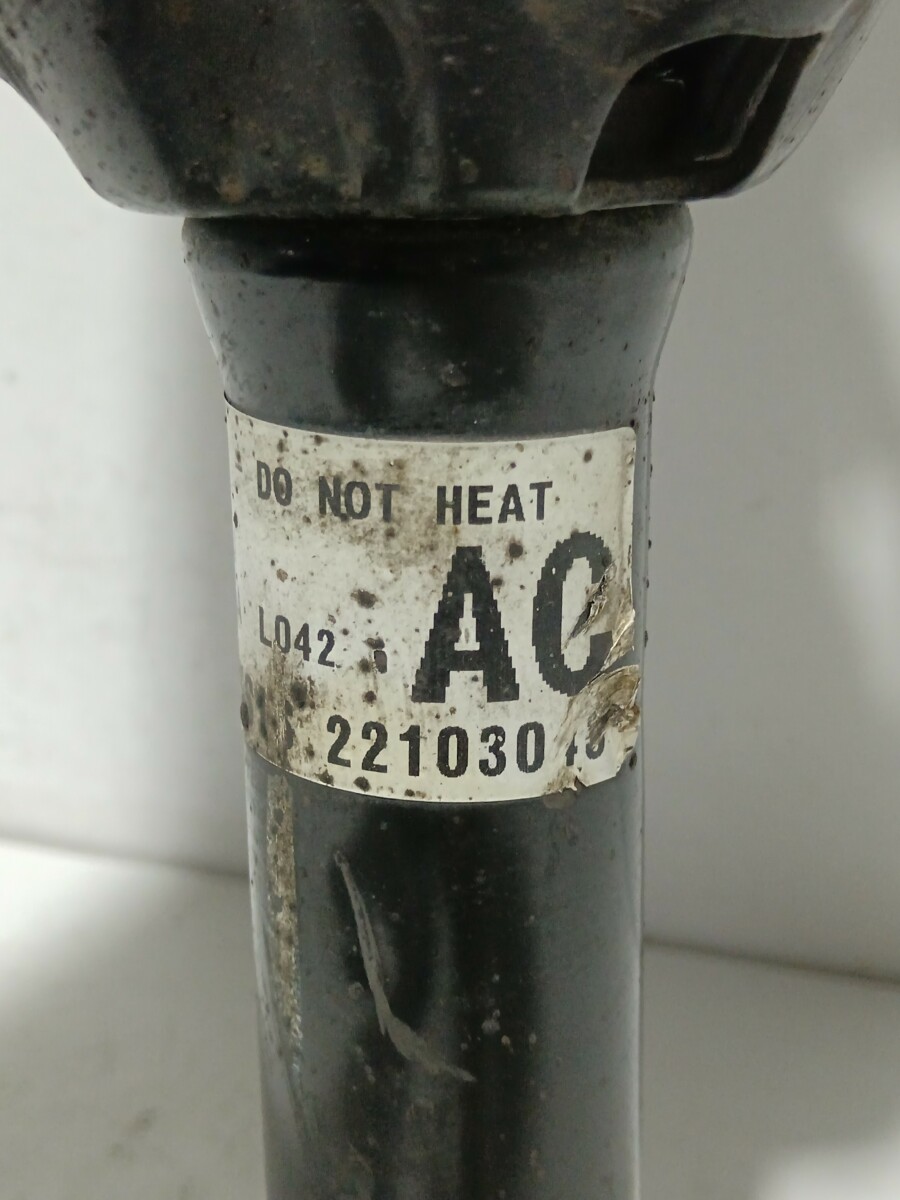 DO NOT HEAT
AC
L042
221030